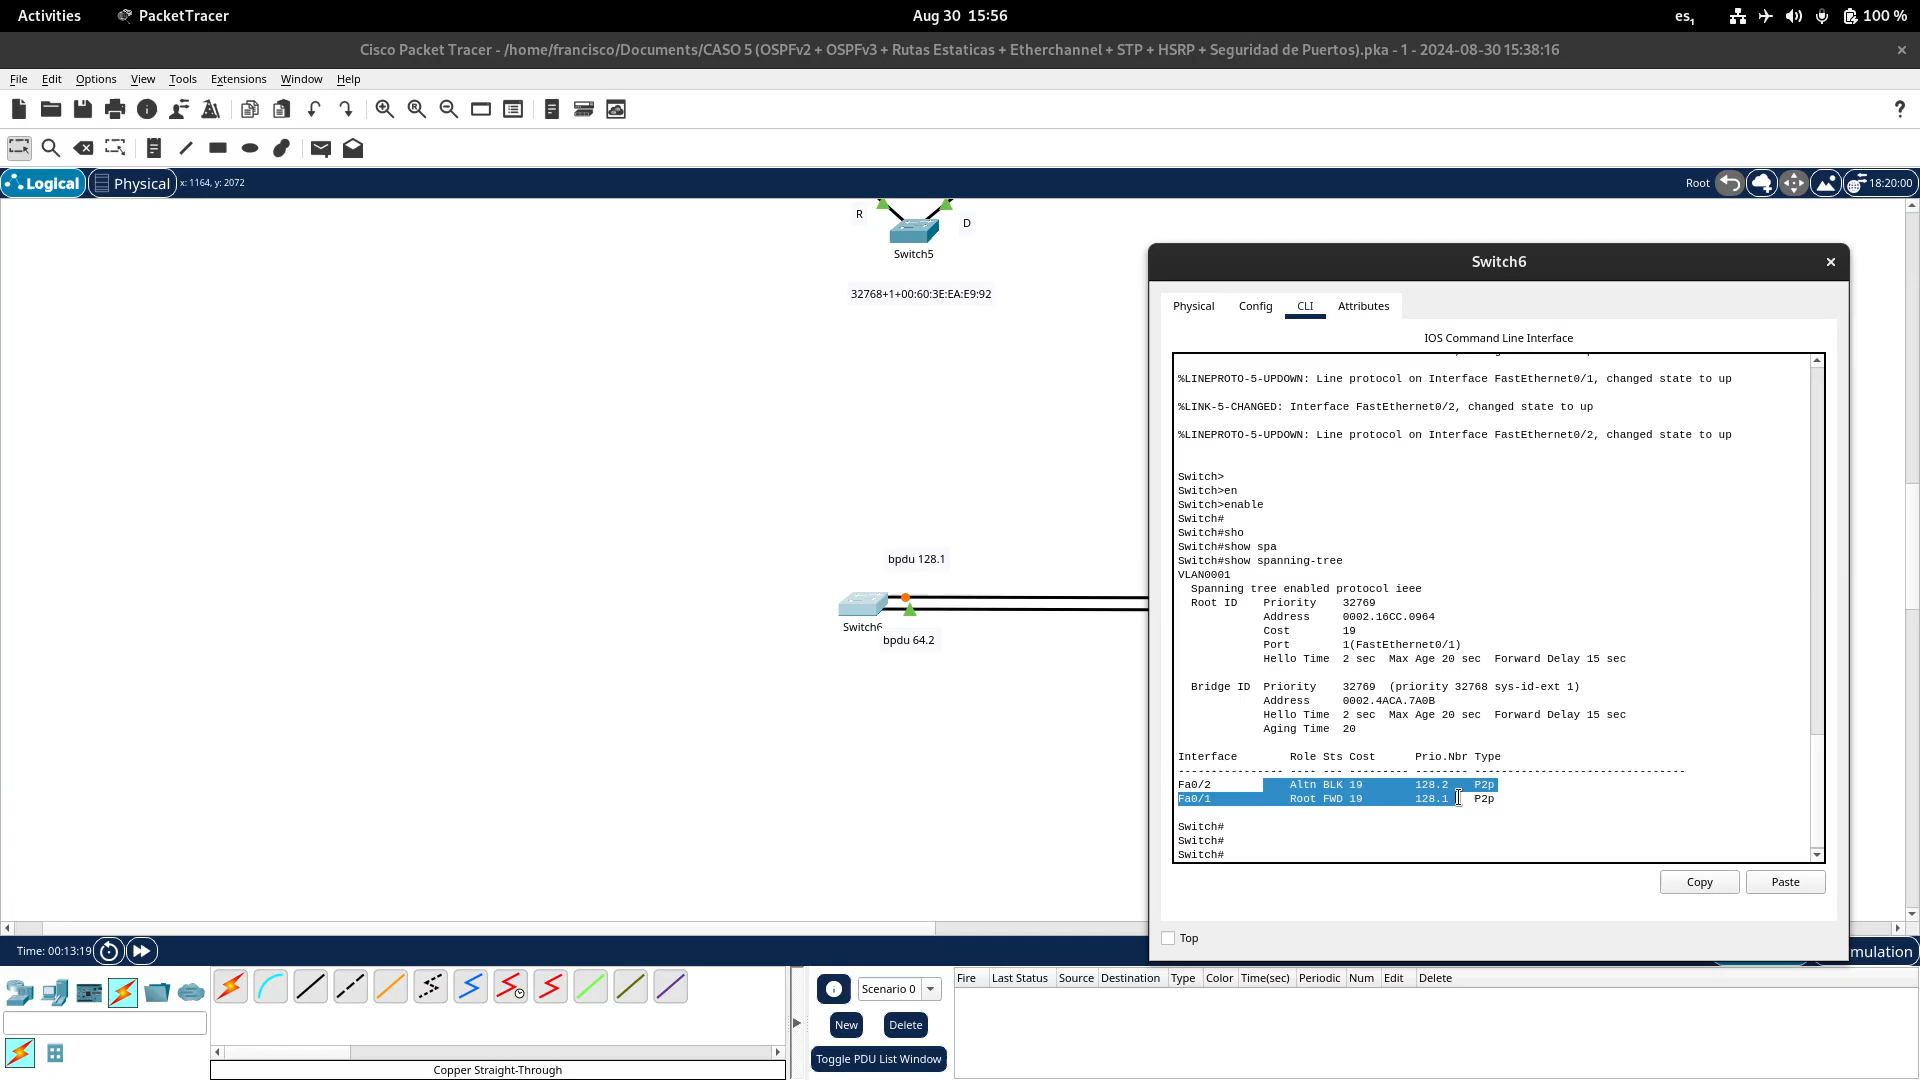 Activities PacketTracer Aug 30 15:56 es₁ 100 %
Cisco Packet Tracer - /home/francisco/Documents/CASO 5 (OSPFv2 + OSPFv3 + Rutas Estaticas + Etherchannel + STP + HSRP + Seguridad de Puertos).pka - 1 - 2024-08-30 15:38:16
File Edit Options View Tools Extensions Window Help
Logical Physical x: 1164, y: 2072 Root 18:20:00
R
D
Switch5
32768+1+00:60:3E:EA:E9:92
bpdu 128.1
Switch6
bpdu 64.2
Switch6
Physical Config CLI Attributes
IOS Command Line Interface
%LINEPROTO-5-UPDOWN: Line protocol on Interface FastEthernet0/1, changed state to up
%LINK-5-CHANGED: Interface FastEthernet0/2, changed state to up
%LINEPROTO-5-UPDOWN: Line protocol on Interface FastEthernet0/2, changed state to up
Switch>
Switch>en
Switch>enable
Switch#
Switch#sho
Switch#show spa
Switch#show spanning-tree
VLAN0001
Spanning tree enabled protocol ieee
Root ID Priority 32769
Address 0002.16CC.0964
Cost 19
Port 1(FastEthernet0/1)
Hello Time 2 sec Max Age 20 sec Forward Delay 15 sec
Bridge ID Priority 32769 (priority 32768 sys-id-ext 1)
Address 0002.4ACA.7A0B
Hello Time 2 sec Max Age 20 sec Forward Delay 15 sec
Aging Time 20
Interface Role Sts Cost Prio.Nbr Type
---------------- ---- --- --------- -------- --------------------------------
Fa0/2 Altn BLK 19 128.2 P2p
Fa0/1 Root FWD 19 128.1 P2p
Switch#
Switch#
Switch#
Copy Paste
Top
Time: 00:13:19 mulation
Scenario 0
New Delete
Toggle PDU List Window
Fire Last Status Source Destination Type Color Time(sec) Periodic Num Edit Delete
Copper Straight-Through